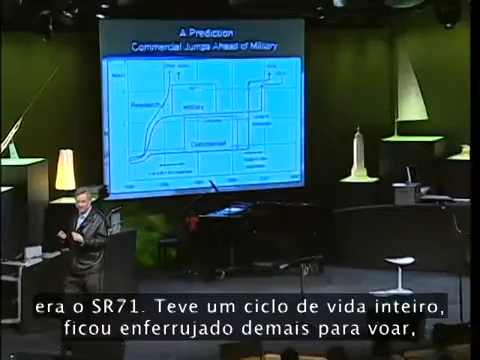 A Prediction
Commercial Jumps Ahead of Military
Mach
Research
Military
Commercial
era o SR71. Teve um ciclo de vida inteiro,
ficou enferrujado demais para voar,